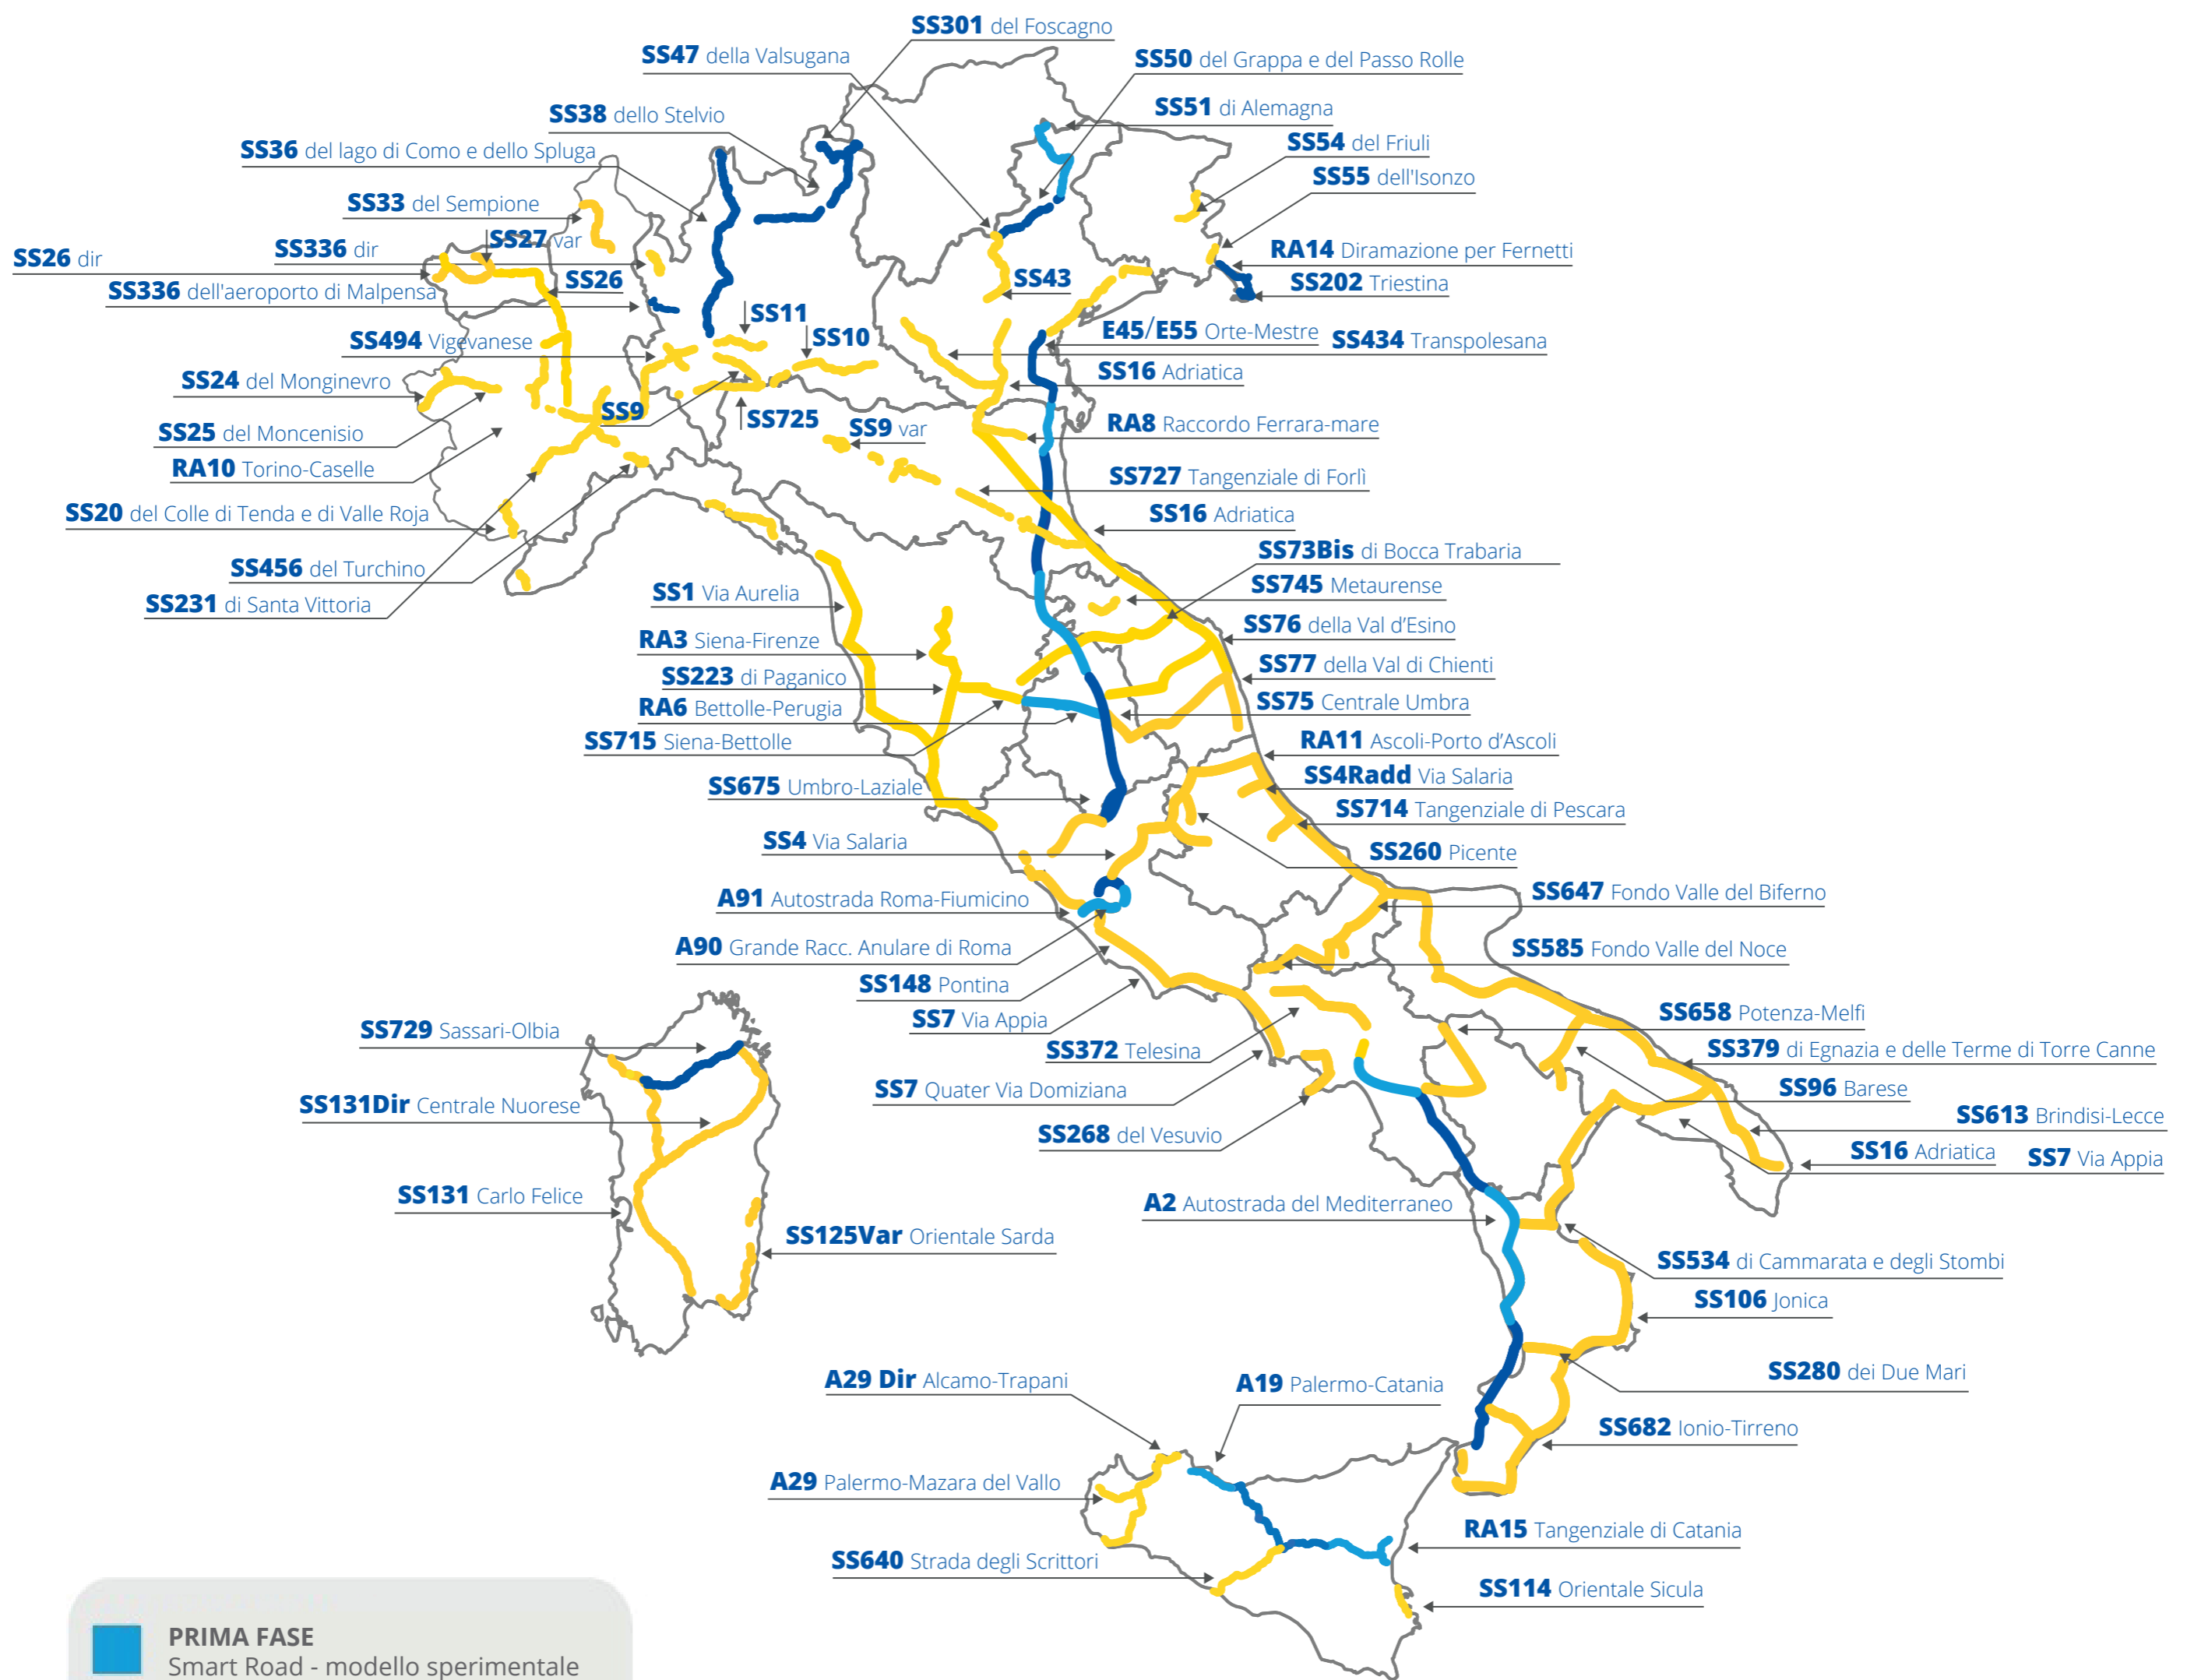 SS301 del Foscagno
SS47 della Valsugana
SS50 del Grappa e del Passo Rolle
SS38 dello Stelvio
SS51 di Alemagna
SS36 del lago di Como e dello Spluga
SS54 del Friuli
SS55 dell'Isonzo
SS33 del Sempione
SS27 var
SS336 dir
SS26 dir
RA14 Diramazione per Fernetti
SS26
SS43
SS202 Triestina
SS336 dell'aeroporto di Malpensa
SS11
SS10
E45/E55 Orte-Mestre
SS434 Transpolesana
SS494 Vigevanese
SS16 Adriatica
SS24 del Monginevro
SS9
SS725
SS9 var
RA8 Raccordo Ferrara-mare
SS25 del Moncenisio
RA10 Torino-Caselle
SS727 Tangenziale di Forlì
SS20 del Colle di Tenda e di Valle Roja
SS16 Adriatica
SS73Bis di Bocca Trabaria
SS456 del Turchino
SS745 Metaurense
SS231 di Santa Vittoria
SS1 Via Aurelia
SS76 della Val d’Esino
RA3 Siena-Firenze
SS77 della Val di Chienti
SS223 di Paganico
SS75 Centrale Umbra
RA6 Bettolle-Perugia
SS715 Siena-Bettolle
RA11 Ascoli-Porto d’Ascoli
SS4Radd Via Salaria
SS675 Umbro-Laziale
SS714 Tangenziale di Pescara
SS4 Via Salaria
SS260 Picente
A91 Autostrada Roma-Fiumicino
SS647 Fondo Valle del Biferno
A90 Grande Racc. Anulare di Roma
SS585 Fondo Valle del Noce
SS148 Pontina
SS7 Via Appia
SS658 Potenza-Melfi
SS729 Sassari-Olbia
SS372 Telesina
SS379 di Egnazia e delle Terme di Torre Canne
SS7 Quater Via Domiziana
SS96 Barese
SS131Dir Centrale Nuorese
SS613 Brindisi-Lecce
SS268 del Vesuvio
SS16 Adriatica
SS7 Via Appia
SS131 Carlo Felice
A2 Autostrada del Mediterraneo
SS125Var Orientale Sarda
SS534 di Cammarata e degli Stombi
SS106 Jonica
SS280 dei Due Mari
A29 Dir Alcamo-Trapani
A19 Palermo-Catania
SS682 Ionio-Tirreno
A29 Palermo-Mazara del Vallo
RA15 Tangenziale di Catania
SS640 Strada degli Scrittori
SS114 Orientale Sicula
PRIMA FASE
Smart Road - modello sperimentale